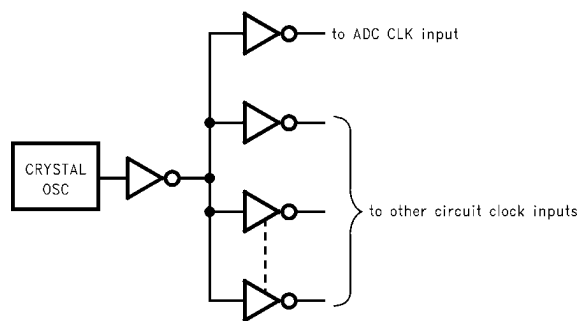 to ADC CLK input
CRYSTAL
OSC
to other circuit clock inputs